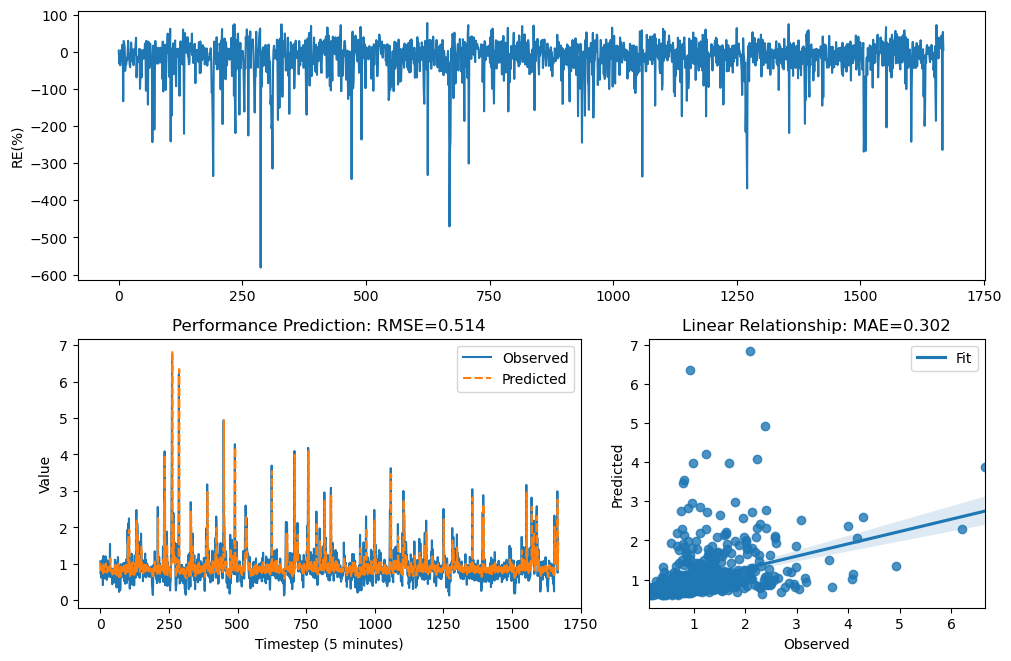 100
0
−100
−200
−300
−400
−500
−600
RE(%)
0 250 500 750 1000 1250 1500 1750
Performance Prediction: RMSE=0.514
7
6
5
4
3
2
1
0
Value
Observed
Predicted
0 250 500 750 1000 1250 1500 1750
Timestep (5 minutes)
Linear Relationship: MAE=0.302
7
6
5
4
3
2
1
Predicted
Fit
1 2 3 4 5 6
Observed